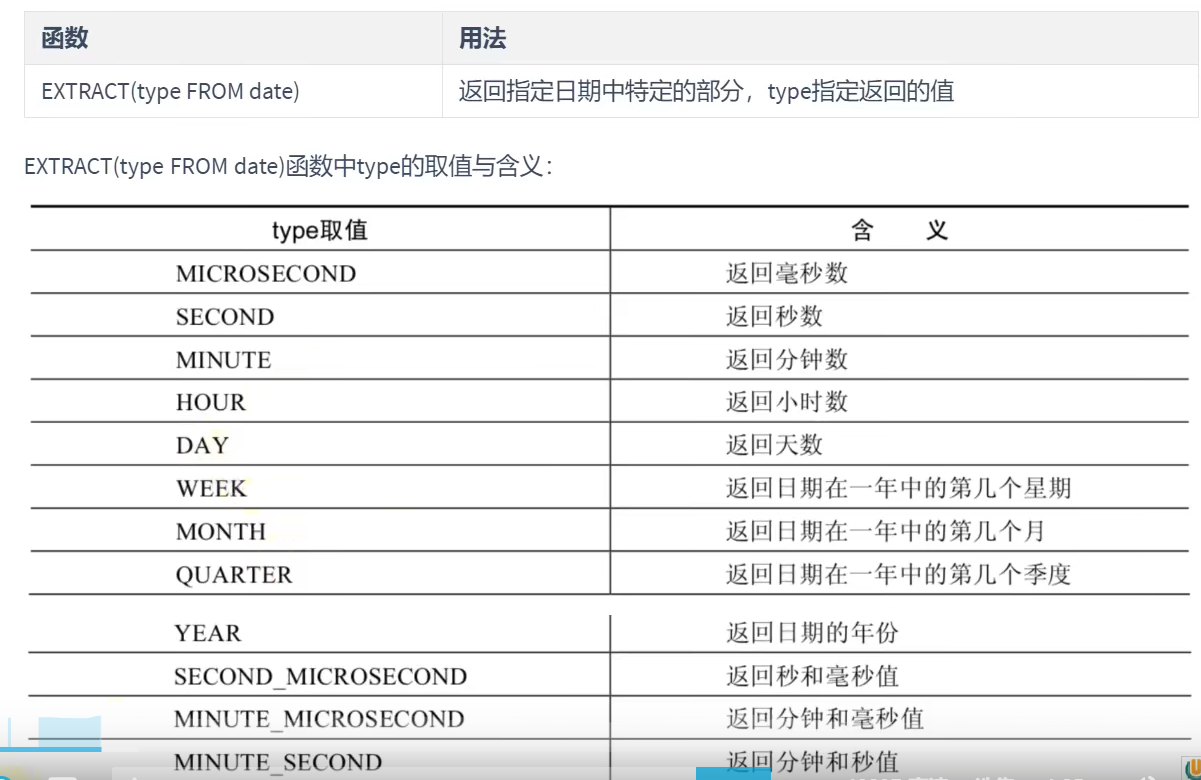 函数 用法
EXTRACT(type FROM date) 返回指定日期中特定的部分，type指定返回的值
EXTRACT(type FROM date)函数中type的取值与含义：
type取值 含 义
MICROSECOND 返回毫秒数
SECOND 返回秒数
MINUTE 返回分钟数
HOUR 返回小时数
DAY 返回天数
WEEK 返回日期在一年中的第几个星期
MONTH 返回日期在一年中的第几个月
QUARTER 返回日期在一年中的第几个季度
YEAR 返回日期的年份
SECOND_MICROSECOND 返回秒和毫秒值
MINUTE_MICROSECOND 返回分钟和毫秒值
MINUTE_SECOND 返回分钟和秒值